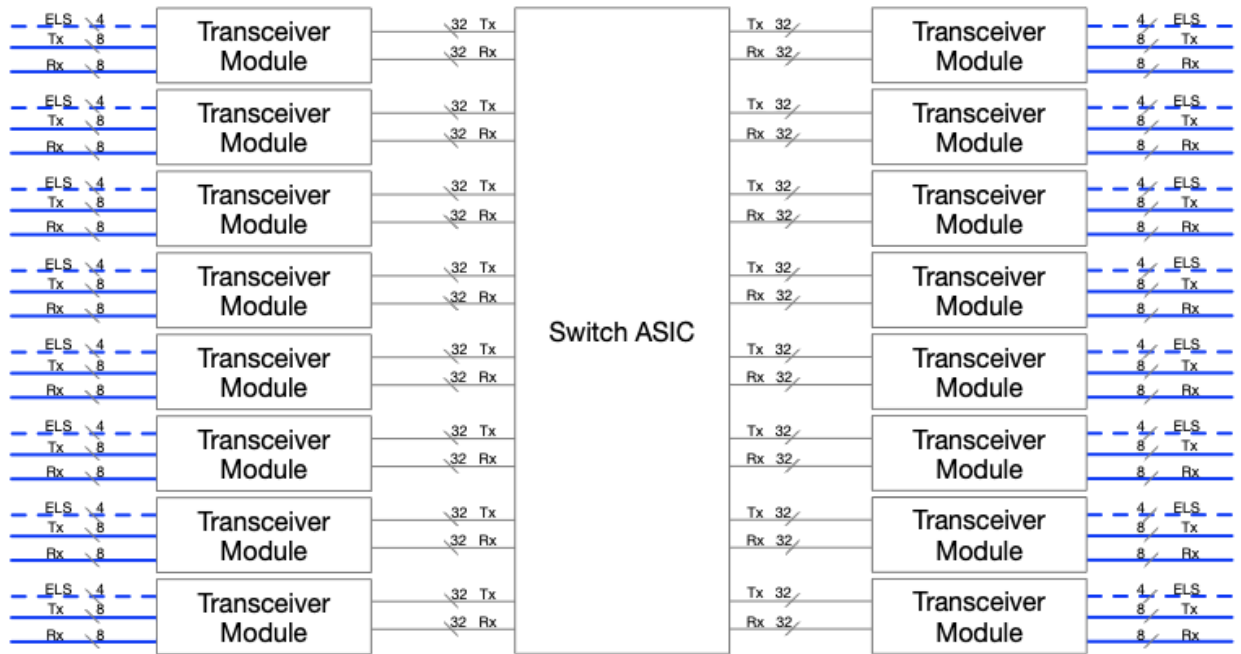 ELS 4 Transceiver Module 32 Tx Tx 32 Transceiver Module 4 ELS
Tx 8 8 Tx
Rx 8 32 Rx Rx 32 8 Rx
ELS 4 Transceiver Module 32 Tx Tx 32 Transceiver Module 4 ELS
Tx 8 8 Tx
Rx 8 32 Rx Rx 32 8 Rx
ELS 4 Transceiver Module 32 Tx Tx 32 Transceiver Module 4 ELS
Tx 8 8 Tx
Rx 8 32 Rx Rx 32 8 Rx
ELS 4 Transceiver Module 32 Tx Tx 32 Transceiver Module 4 ELS
Tx 8 8 Tx
Rx 8 32 Rx Rx 32 8 Rx
Switch ASIC
ELS 4 Transceiver Module 32 Tx Tx 32 Transceiver Module 4 ELS
Tx 8 8 Tx
Rx 8 32 Rx Rx 32 8 Rx
ELS 4 Transceiver Module 32 Tx Tx 32 Transceiver Module 4 ELS
Tx 8 8 Tx
Rx 8 32 Rx Rx 32 8 Rx
ELS 4 Transceiver Module 32 Tx Tx 32 Transceiver Module 4 ELS
Tx 8 8 Tx
Rx 8 32 Rx Rx 32 8 Rx
ELS 4 Transceiver Module 32 Tx Tx 32 Transceiver Module 4 ELS
Tx 8 8 Tx
Rx 8 32 Rx Rx 32 8 Rx